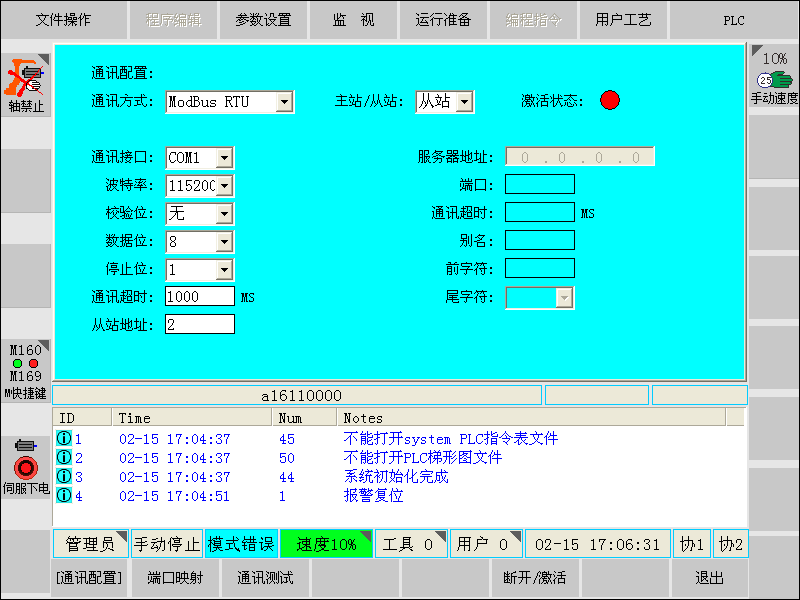 文件操作 程序编辑 参数设置 监 视 运行准备 编程指令 用户工艺 PLC
轴禁止
10%
25
手动速度
通讯配置:
通讯方式: ModBus RTU 主站/从站: 从站 激活状态:
通讯接口: COM1 服务器地址: 0 . 0 . 0 . 0
波特率: 115200 端口:
校验位: 无 通讯超时: MS
数据位: 8 别名:
停止位: 1 前字符:
通讯超时: 1000 MS 尾字符:
从站地址: 2
M160
M169
M快捷键
伺服下电
a16110000
ID Time Num Notes
1 02-15 17:04:37 45 不能打开system PLC指令表文件
2 02-15 17:04:37 50 不能打开PLC梯形图文件
3 02-15 17:04:37 44 系统初始化完成
4 02-15 17:04:51 1 报警复位
管理员 手动停止 模式错误 速度10% 工具 0 用户 0 02-15 17:06:31 协1 协2
[通讯配置] 端口映射 通讯测试 断开/激活 退出